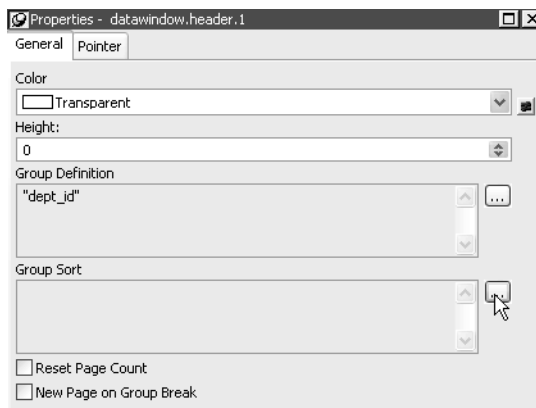 Properties - datawindow.header.1
General Pointer
Color
Transparent
Height:
0
Group Definition
"dept_id"
...
Group Sort
...
Reset Page Count
New Page on Group Break